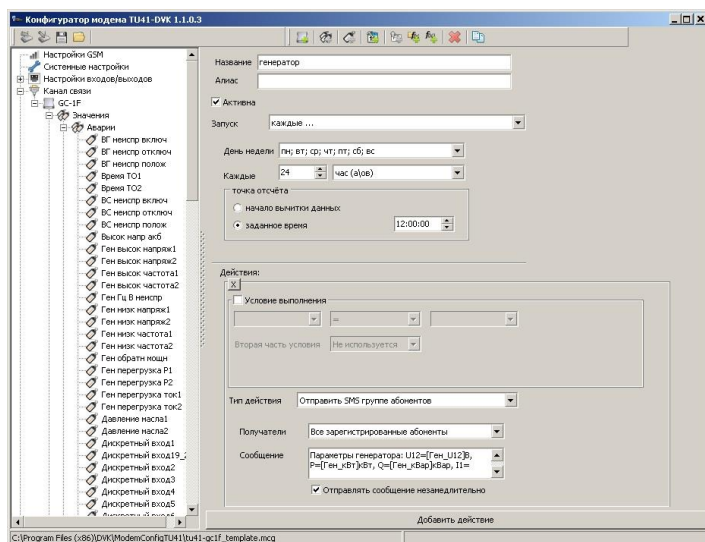 Конфигуратор модема TU41-DVK 1.1.0.3
Настройки GSM
Системные настройки
Настройки входов/выходов
Канал связи
GC-1F
Значения
Аварии
ВГ неиспр включ
ВГ неиспр отключ
ВГ неиспр полож
Время ТО1
Время ТО2
ВС неиспр включ
ВС неиспр отключ
ВС неиспр полож
Высок напр акб
Ген высок напряж1
Ген высок напряж2
Ген высок частота1
Ген высок частота2
Ген Гц В неиспр
Ген низк напряж1
Ген низк напряж2
Ген низк частота1
Ген низк частота2
Ген обратн мощн
Ген перегрузка Р1
Ген перегрузка Р2
Ген перегрузка ток1
Ген перегрузка ток2
Давление масла1
Давление масла2
Дискретный вход1
Дискретный вход19_2
Дискретный вход2
Дискретный вход3
Дискретный вход4
Дискретный вход5
Название генератор
Алиас
Активна
Запуск каждые ...
День недели пн; вт; ср; чт; пт; сб; вс
Каждые 24 час (а\ов)
точка отсчёта
начало вычитки данных
заданное время 12:00:00
Действия:
X
Условие выполнения
=
Вторая часть условия Не используется
Тип действия Отправить SMS группе абонентов
Получатели Все зарегистрированные абоненты
Сообщение Параметры генератора: U12=[Ген_U12]В,
P=[Ген_кВт]кВт, Q=[Ген_кВар]кВар, I1=
Отправлять сообщение незамедлительно
Добавить действие
C:\Program Files (x86)\DVK\ModemConfigTU41\tu41-gc1f_template.mcg